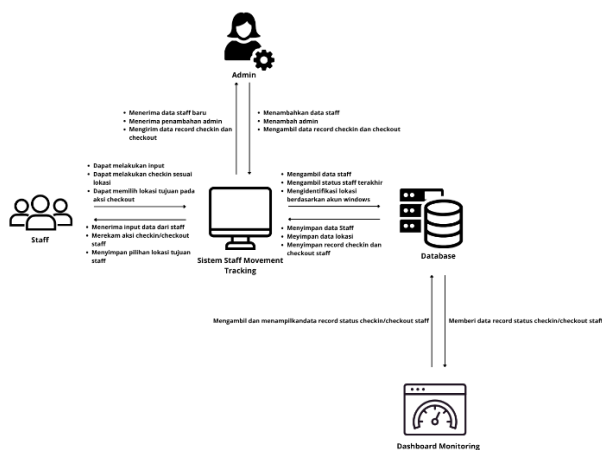 Admin
• Menerima data staff baru
• Menerima penambahan admin
• Mengirim data record checkin dan
checkout
• Menambahkan data staff
• Menambah admin
• Mengambil data record checkin dan checkout
• Dapat melakukan input
• Dapat melakukan checkin sesuai
lokasi
• Dapat memilih lokasi tujuan pada
aksi checkout
• Mengambil data staff
• Mengambil status staff terakhir
• Mengidentifikasi lokasi
berdasarkan akun windows
Staff
• Menerima input data dari staff
• Merekam aksi checkin/checkout
staff
• Menyimpan pilihan lokasi tujuan
staff
Sistem Staff Movement
Tracking
• Menyimpan data Staff
• Meyimpan data lokasi
• Menyimpan record checkin dan
checkout staff
Database
Mengambil dan menampilkandata record status checkin/checkout staff
Memberi data record status checkin/checkout staff
Dashboard Monitoring